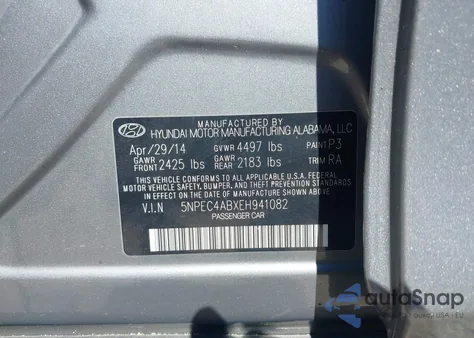 MANUFACTURED BY
HYUNDAI MOTOR MANUFACTURING ALABAMA, LLC
Apr/29/14 GVWR 4497 lbs PAINT P3
GAWR FRONT 2425 lbs GAWR REAR 2183 lbs TRIM RA
THIS VEHICLE CONFORMS TO ALL APPLICABLE U.S.A FEDERAL
MOTOR VEHICLE SAFETY, BUMPER, AND THEFT PREVENTION
STANDARDS IN EFFECT ON THE DATE OF MANUFACTURE SHOWN ABOVE
V.I.N 5NPEC4ABXEH941082
PASSENGER CAR
autoSnap